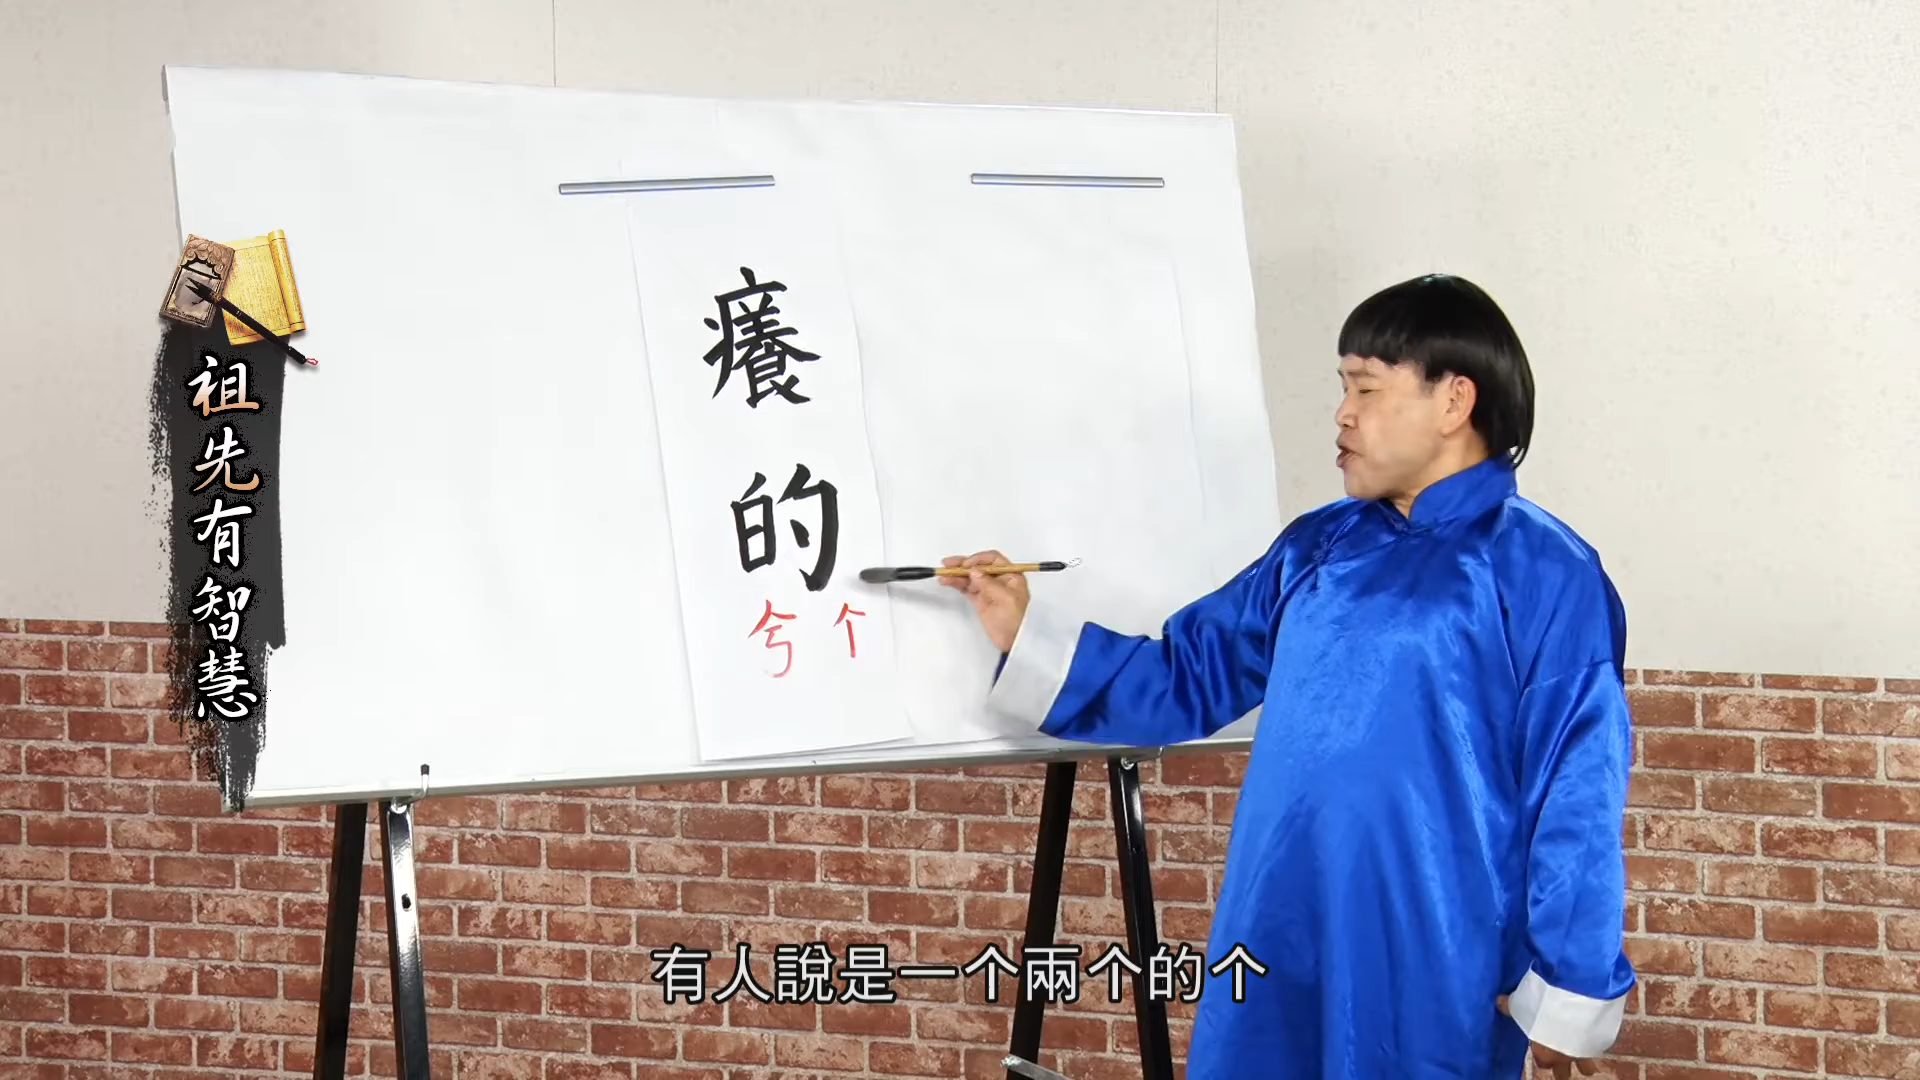 祖先有智慧
癢的
兮 个
有人說是一个兩个的个